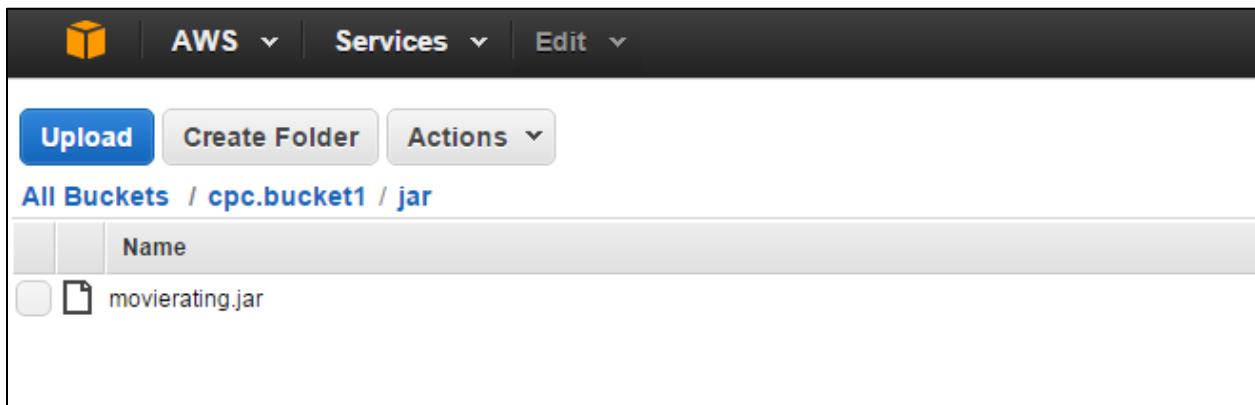 AWS Services Edit
Upload Create Folder Actions
All Buckets / cpc.bucket1 / jar
Name
movierating.jar